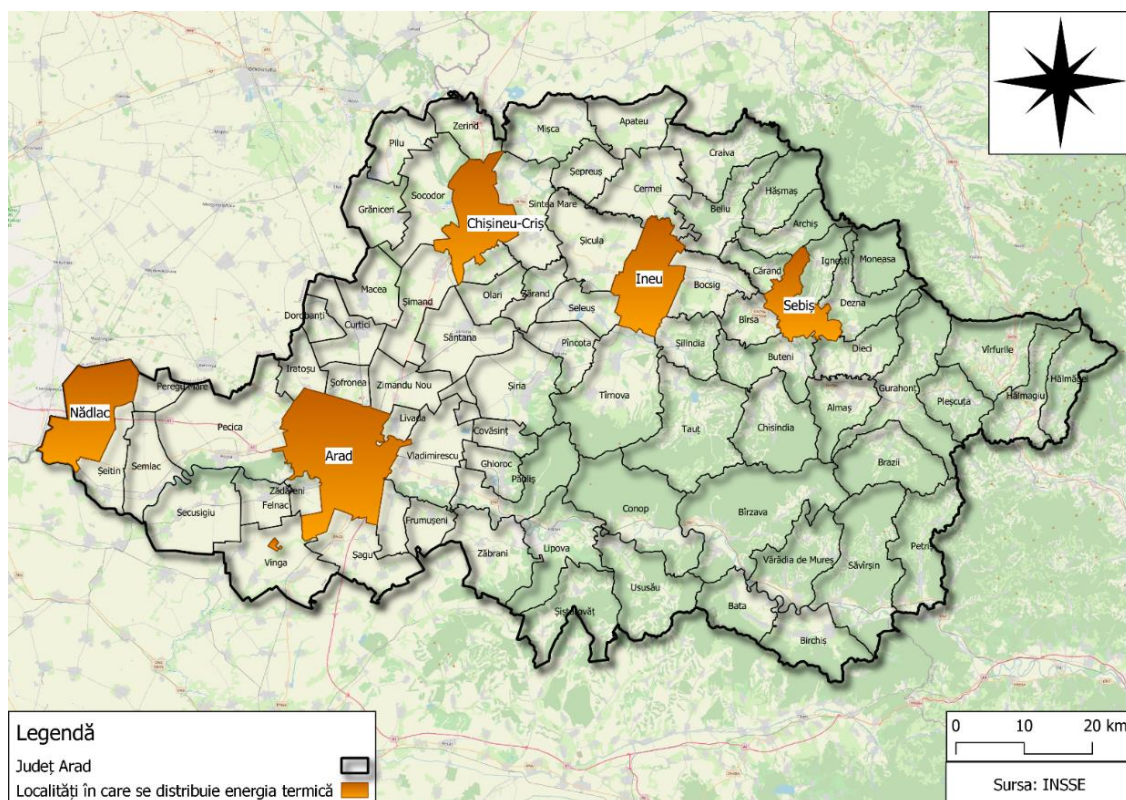 Zerind
Mișca
Apateu
Pilu
Craiva
Șepreuș
Cermei
Hășmaș
Socodor
Grăniceri
Sintea Mare
Beliu
Archiș
Chișineu-Criș
Șicula
Ignești
Moneasa
Cărand
Ineu
Bocsig
Macea
Șimand
Olari
Zărand
Seleuș
Sebiș
Dezna
Dorobanți
Curtici
Bîrsa
Sântana
Pîncota
Silindia
Dieci
Buteni
Vîrfurile
Iratoșu
Șofronea
Zimandu Nou
Șiria
Hălmăgel
Peregu Mare
Tîrnova
Gurahonț
Hălmagiu
Nădlac
Almaș
Pleșcuța
Livada
Pecica
Covăsinț
Taut
Chisindia
Arad
Vladimirescu
Ghioroc
Șeitin
Semlac
Brazii
Păuliș
Zădăreni
Felnac
Secusigiu
Conop
Bîrzava
Frumușeni
Petriș
Zăbrani
Lipova
Șagu
Vinga
Vărădia de Mureș
Săvîrșin
Ususău
Șiștarovăț
Bata
Birchiș
Legendă
Județ Arad
Localități în care se distribuie energia termică
0 10 20 km
Sursa: INSSE